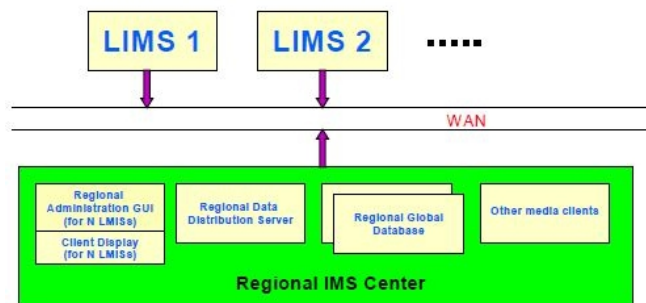 LIMS 1
LIMS 2
.....
WAN
Regional
Administration GUI
(for N LMISs)
Client Display
(for N LMISs)
Regional Data
Distribution Server
Regional Global
Database
Other media clients
Regional IMS Center